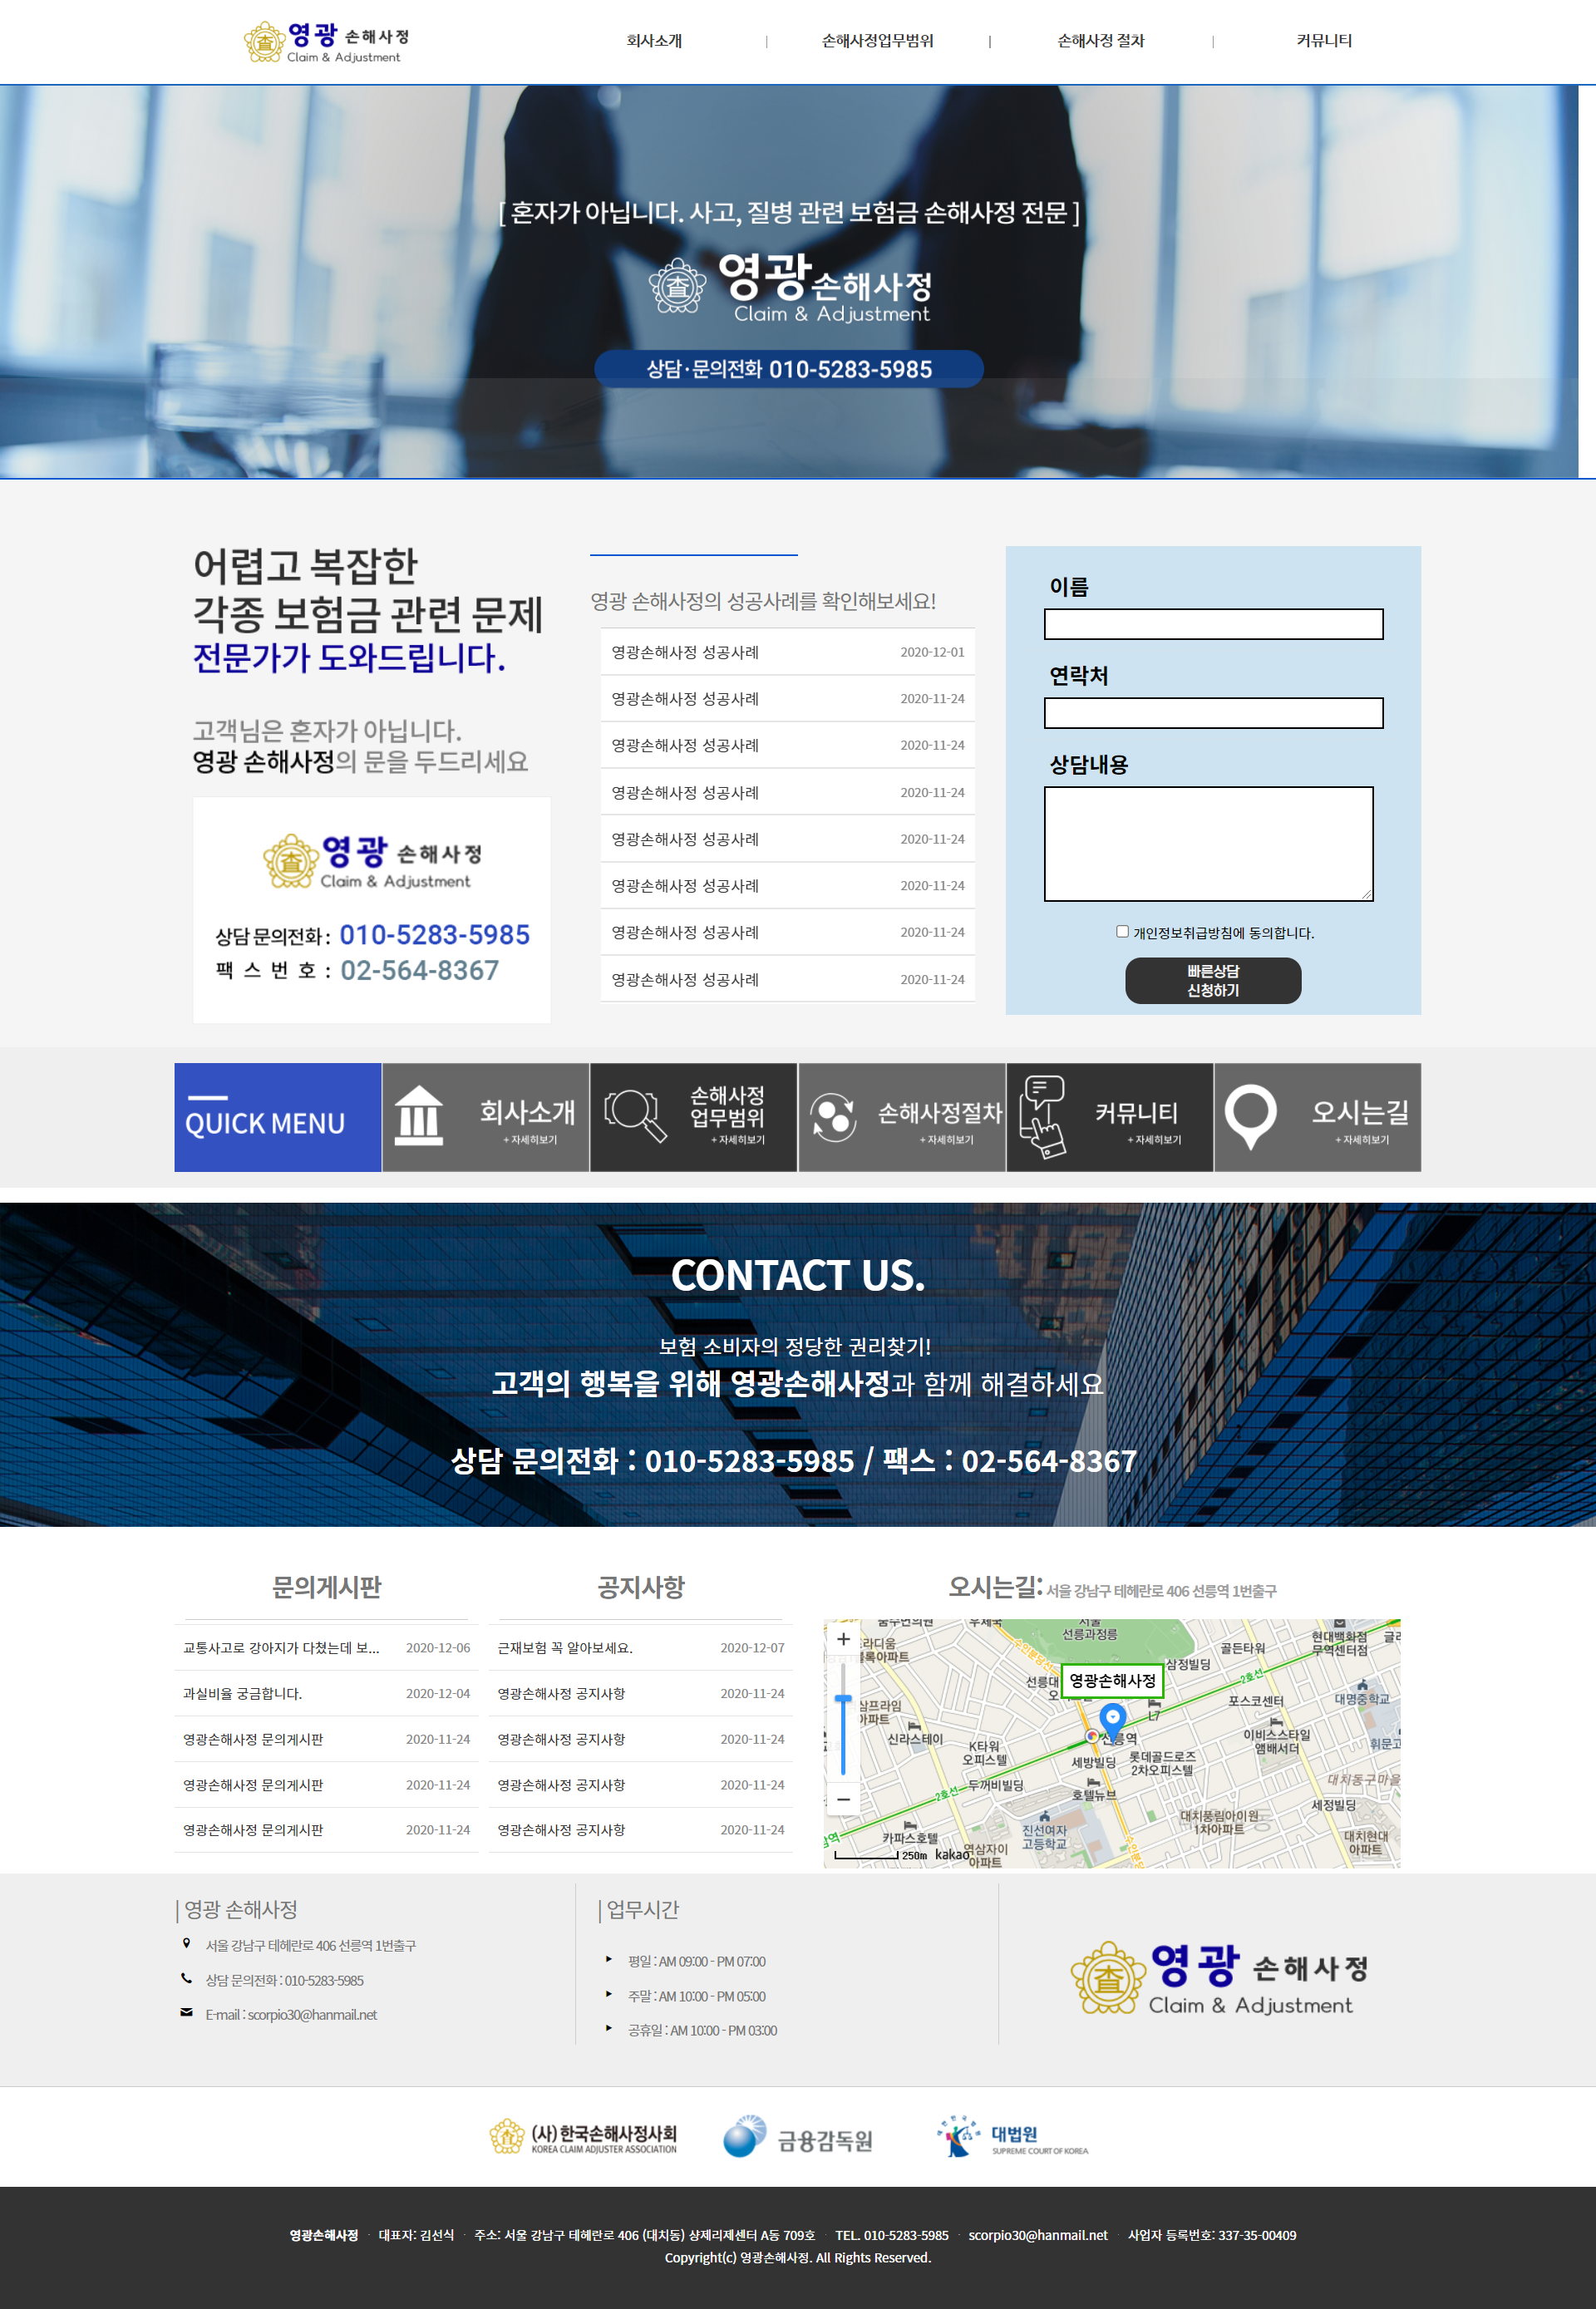 영광 손해사정
Claim & Adjustment
회사소개
손해사정업무범위
손해사정 절차
커뮤니티
[ 혼자가 아닙니다. 사고, 질병 관련 보험금 손해사정 전문 ]
영광손해사정
Claim & Adjustment
상담·문의전화 010-5283-5985
어렵고 복잡한
각종 보험금 관련 문제
전문가가 도와드립니다.
고객님은 혼자가 아닙니다.
영광 손해사정의 문을 두드리세요
영광 손해사정
Claim & Adjustment
상담 문의전화 : 010-5283-5985
팩 스 번 호 : 02-564-8367
영광 손해사정의 성공사례를 확인해보세요!
영광손해사정 성공사례 2020-12-01
영광손해사정 성공사례 2020-11-24
영광손해사정 성공사례 2020-11-24
영광손해사정 성공사례 2020-11-24
영광손해사정 성공사례 2020-11-24
영광손해사정 성공사례 2020-11-24
영광손해사정 성공사례 2020-11-24
영광손해사정 성공사례 2020-11-24
이름
연락처
상담내용
개인정보취급방침에 동의합니다.
빠른상담
신청하기
QUICK MENU
회사소개
+ 자세히보기
손해사정
업무범위
+ 자세히보기
손해사정절차
+ 자세히보기
커뮤니티
+ 자세히보기
오시는길
+ 자세히보기
CONTACT US.
보험 소비자의 정당한 권리찾기!
고객의 행복을 위해 영광손해사정과 함께 해결하세요
상담 문의전화 : 010-5283-5985 / 팩스 : 02-564-8367
문의게시판
교통사고로 강아지가 다쳤는데 보... 2020-12-06
과실비율 궁금합니다. 2020-12-04
영광손해사정 문의게시판 2020-11-24
영광손해사정 문의게시판 2020-11-24
영광손해사정 문의게시판 2020-11-24
공지사항
근재보험 꼭 알아보세요. 2020-12-07
영광손해사정 공지사항 2020-11-24
영광손해사정 공지사항 2020-11-24
영광손해사정 공지사항 2020-11-24
영광손해사정 공지사항 2020-11-24
오시는길: 서울 강남구 테헤란로 406 선릉역 1번출구
서울
선릉과정릉
골든타워
현대백화점
무역센터점
삼정빌딩
2호선
영광손해사정
포스코센터
대명중학교
L7
신라스테이
선릉역
이비스스타일
앰배서더
K타워
오피스텔
세방빌딩
롯데골드로즈
2차오피스텔
두꺼비빌딩
2호선
호텔뉴브
대치동구마을
세정빌딩
대치풍림아이원
1차아파트
진선여자
고등학교
카파스호텔
대치현대
아파트
역삼자이
아파트
250m kakao
| 영광 손해사정
서울 강남구 테헤란로 406 선릉역 1번출구
상담 문의전화 : 010-5283-5985
E-mail : scorpio30@hanmail.net
| 업무시간
평일 : AM 09:00 - PM 07:00
주말 : AM 10:00 - PM 05:00
공휴일 : AM 10:00 - PM 03:00
영광 손해사정
Claim & Adjustment
(사)한국손해사정사회
KOREA CLAIM ADJUSTER ASSOCIATION
금융감독원
대법원
SUPREME COURT OF KOREA
영광손해사정 · 대표자: 김선식 · 주소: 서울 강남구 테헤란로 406 (대치동) 샹제리제센터 A동 709호 · TEL. 010-5283-5985 · scorpio30@hanmail.net · 사업자 등록번호: 337-35-00409
Copyright(c) 영광손해사정. All Rights Reserved.